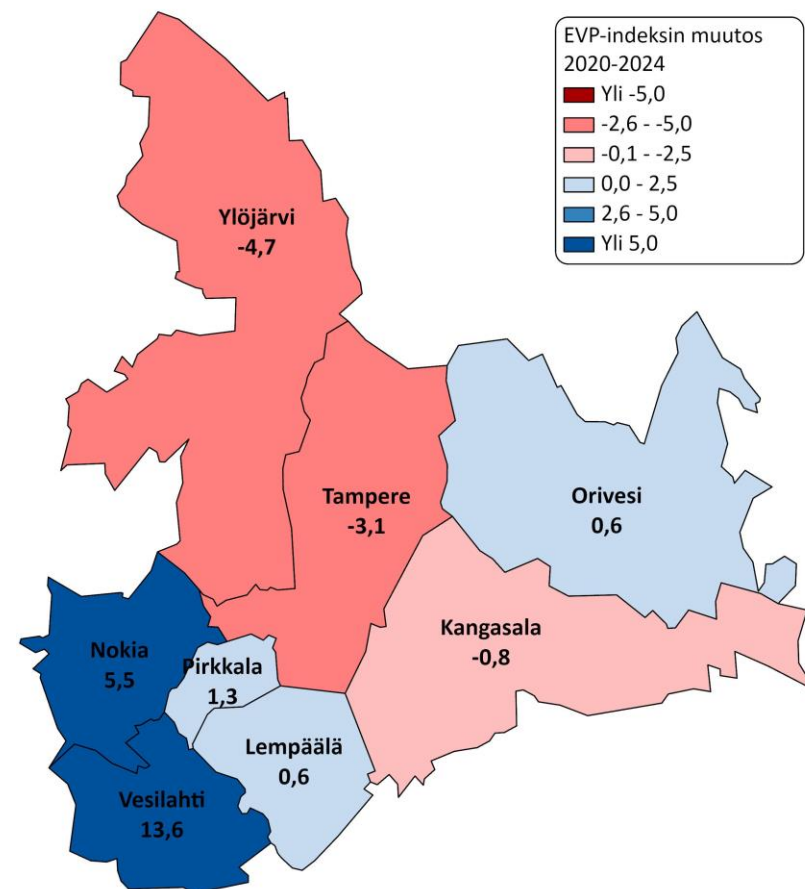 EVP-indeksin muutos
2020-2024
Yli -5,0
-2,6 - -5,0
-0,1 - -2,5
0,0 - 2,5
2,6 - 5,0
Yli 5,0
Ylöjärvi
-4,7
Tampere
-3,1
Orivesi
0,6
Kangasala
-0,8
Nokia
5,5
Pirkkala
1,3
Lempäälä
0,6
Vesilahti
13,6